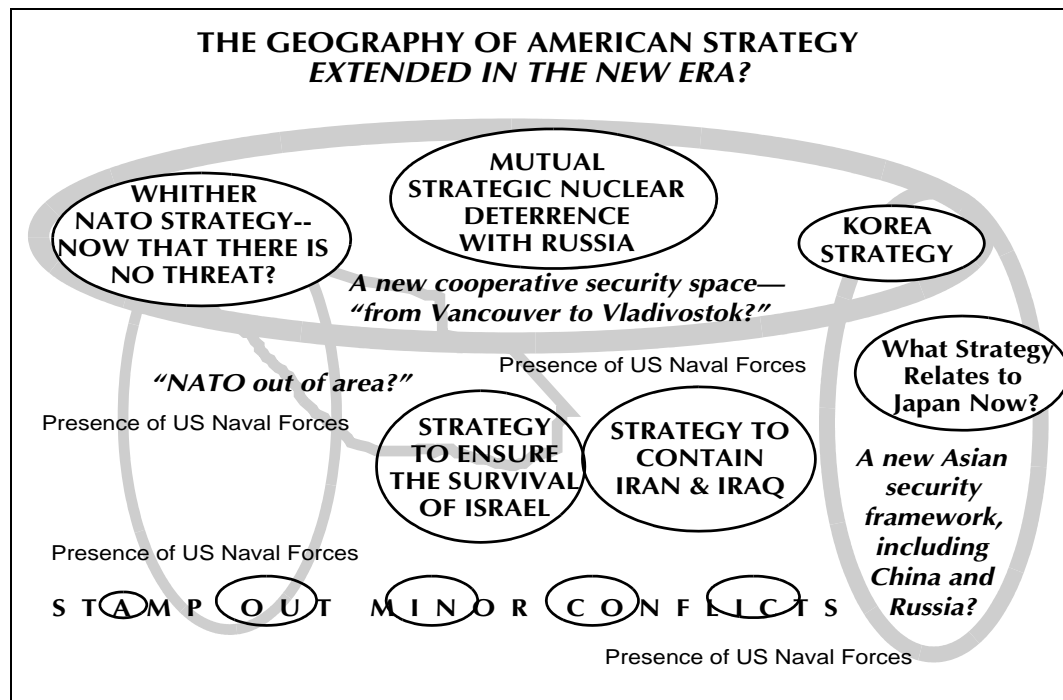 THE GEOGRAPHY OF AMERICAN STRATEGY
EXTENDED IN THE NEW ERA?
WHITHER
NATO STRATEGY--
NOW THAT THERE IS
NO THREAT?
MUTUAL
STRATEGIC NUCLEAR
DETERRENCE
WITH RUSSIA
KOREA
STRATEGY
A new cooperative security space—
“from Vancouver to Vladivostok?”
Presence of US Naval Forces
What Strategy
Relates to
Japan Now?
“NATO out of area?”
Presence of US Naval Forces
STRATEGY
TO ENSURE
THE SURVIVAL
OF ISRAEL
STRATEGY TO
CONTAIN
IRAN & IRAQ
A new Asian
security
framework,
including
China and
Russia?
Presence of US Naval Forces
STAMP OUT MINOR CONFLICTS
Presence of US Naval Forces